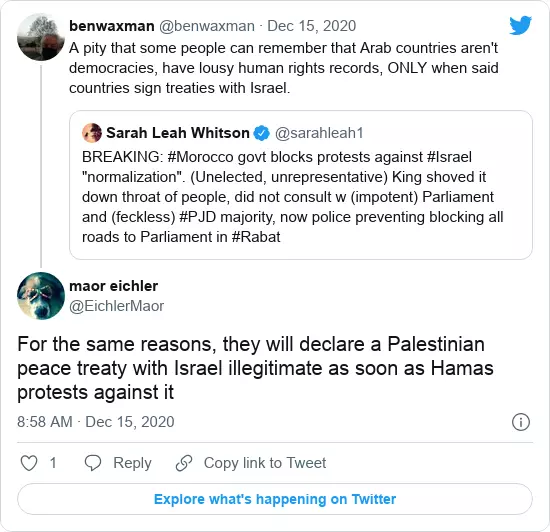 benwaxman @benwaxman · Dec 15, 2020
A pity that some people can remember that Arab countries aren't
democracies, have lousy human rights records, ONLY when said
countries sign treaties with Israel.
Sarah Leah Whitson @sarahleah1
BREAKING: #Morocco govt blocks protests against #Israel
"normalization". (Unelected, unrepresentative) King shoved it
down throat of people, did not consult w (impotent) Parliament
and (feckless) #PJD majority, now police preventing blocking all
roads to Parliament in #Rabat
maor eichler
@EichlerMaor
For the same reasons, they will declare a Palestinian
peace treaty with Israel illegitimate as soon as Hamas
protests against it
8:58 AM · Dec 15, 2020
1 Reply Copy link to Tweet
Explore what's happening on Twitter